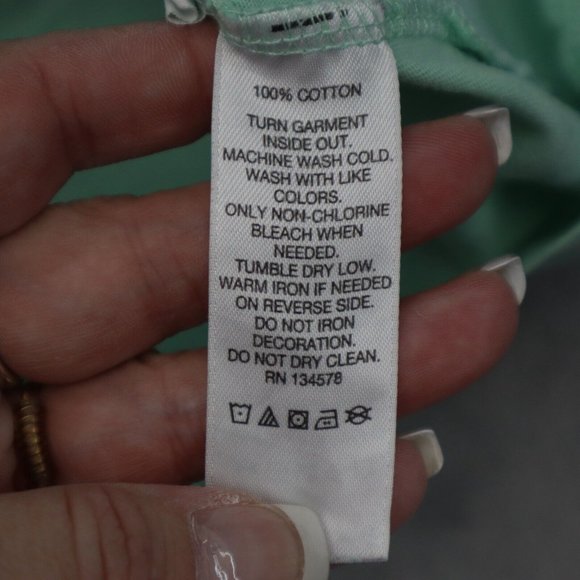 100% COTTON
TURN GARMENT
INSIDE OUT.
MACHINE WASH COLD.
WASH WITH LIKE
COLORS.
ONLY NON-CHLORINE
BLEACH WHEN
NEEDED.
TUMBLE DRY LOW.
WARM IRON IF NEEDED
ON REVERSE SIDE.
DO NOT IRON
DECORATION.
DO NOT DRY CLEAN.
RN 134578